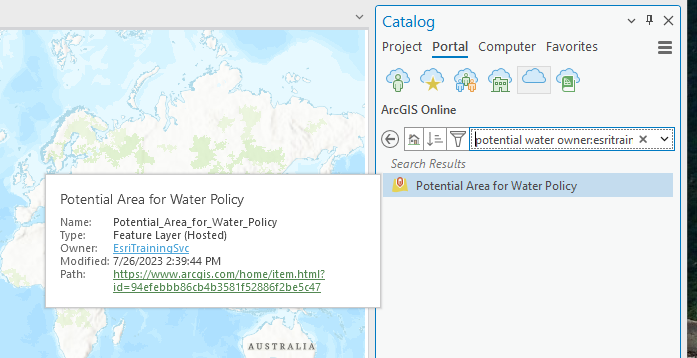 Catalog
Project Portal Computer Favorites
ArcGIS Online
potential water owner:esritrair
Search Results
Potential Area for Water Policy
Potential Area for Water Policy
Name: Potential_Area_for_Water_Policy
Type: Feature Layer (Hosted)
Owner: EsriTrainingSvc
Modified: 7/26/2023 2:39:44 PM
Path: https://www.arcgis.com/home/item.html?
id=94efebbb86cb4b3581f52886f2be5c47
AUSTRALIA